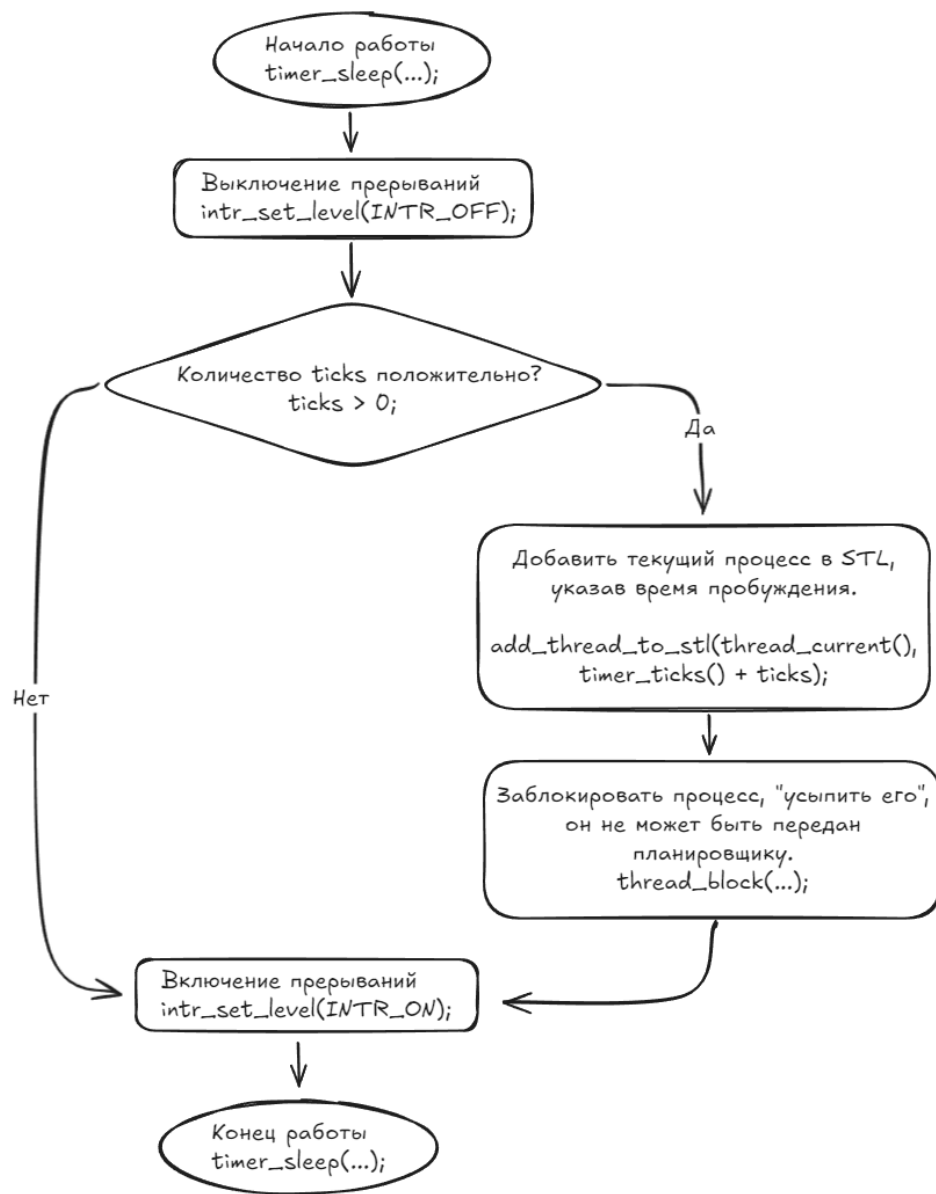 Начало работы
timer_sleep(...);
Выключение прерываний
intr_set_level(INTR_OFF);
Количество ticks положительно?
ticks > 0;
Да
Добавить текущий процесс в STL,
указав время пробуждения.
add_thread_to_stl(thread_current(),
timer_ticks() + ticks);
Нет
Заблокировать процесс, "усыпить его",
он не может быть передан
планировщику.
thread_block(...);
Включение прерываний
intr_set_level(INTR_ON);
Конец работы
timer_sleep(...);